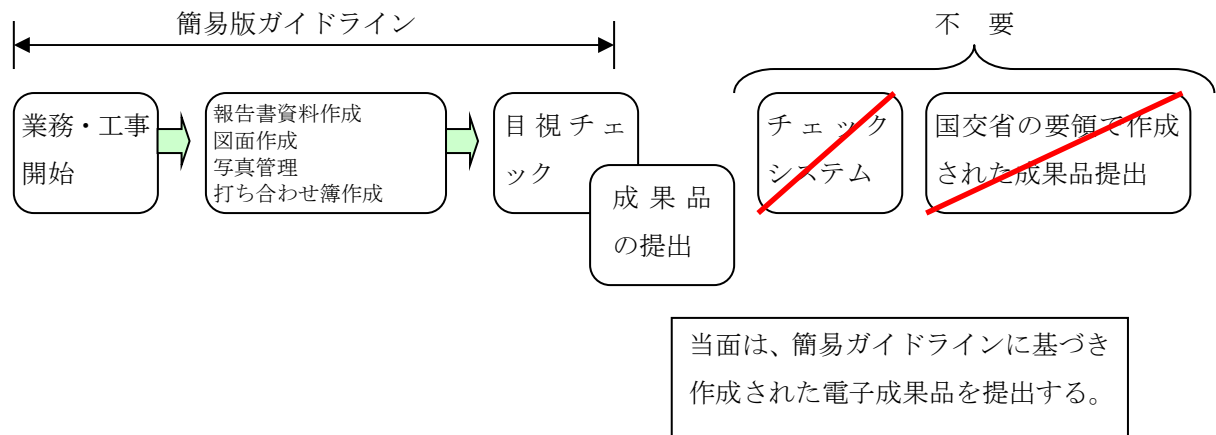 簡易版ガイドライン
不 要
業務・工事
開始
報告書資料作成
図面作成
写真管理
打ち合わせ簿作成
目視チェ
ック
成果品
の提出
チェック
システム
国交省の要領で作成
された成果品提出
当面は、簡易ガイドラインに基づき
作成された電子成果品を提出する。